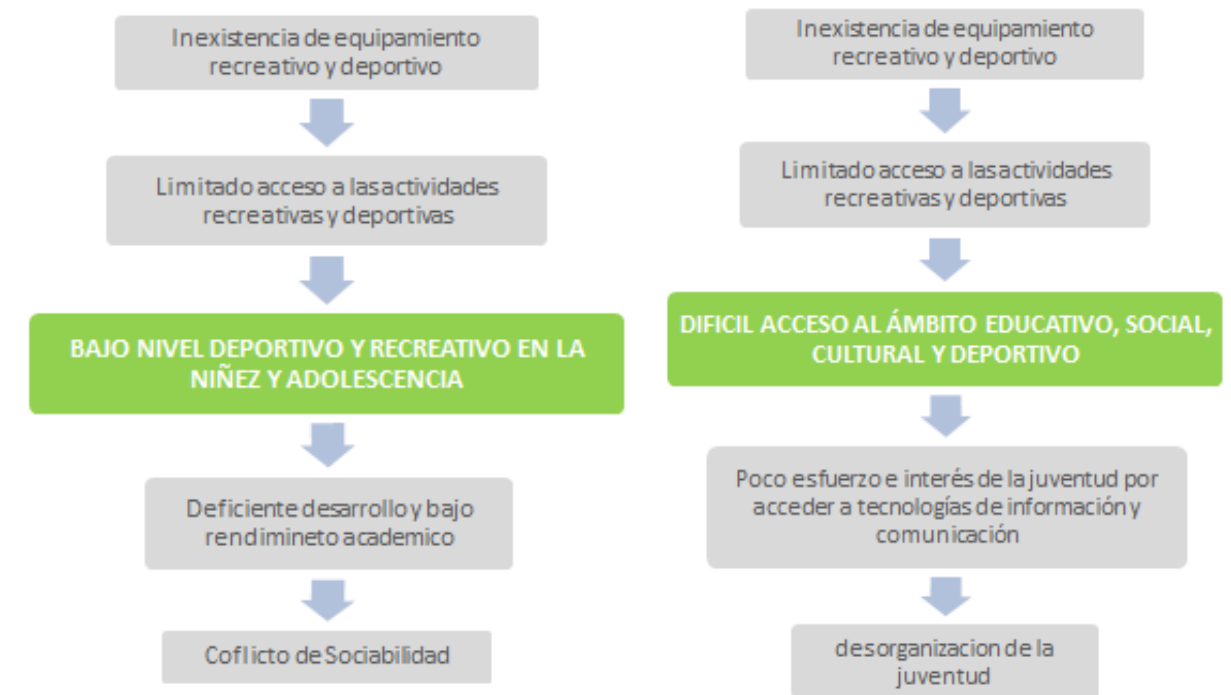 Inexistencia de equipamiento
recreativo y deportivo
Limitado acceso a las actividades
recreativas y deportivas
BAJO NIVEL DEPORTIVO Y RECREATIVO EN LA
NIÑEZ Y ADOLESCENCIA
Deficiente desarrollo y bajo
rendimineto academico
Coflicto de Sociabilidad
Inexistencia de equipamiento
recreativo y deportivo
Limitado acceso a las actividades
recreativas y deportivas
DIFICIL ACCESO AL ÁMBITO EDUCATIVO, SOCIAL,
CULTURAL Y DEPORTIVO
Poco esfuerzo e interés de la juventud por
acceder a tecnologías de información y
comunicación
desorganizacion de la
juventud